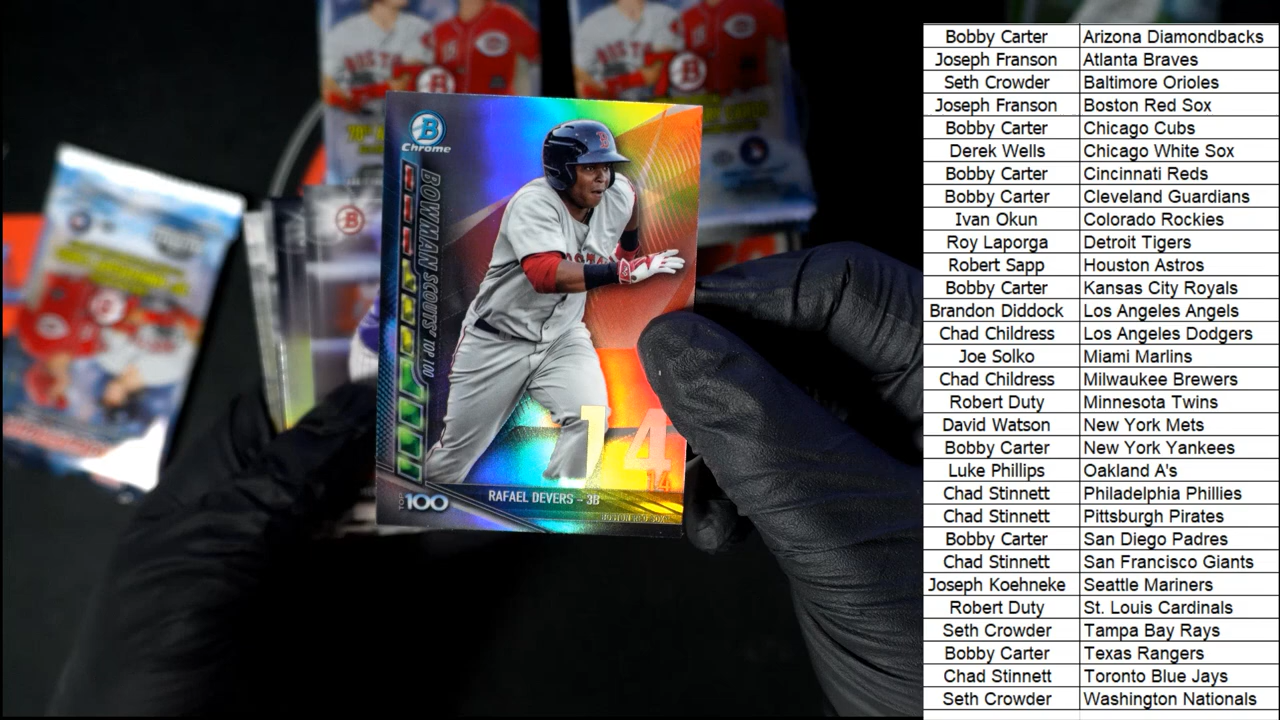 B
Chrome
BOWMAN SCOUTS' TOP 100
14
TOP 100
RAFAEL DEVERS - 3B
BOSTON RED SOX
Bobby Carter Arizona Diamondbacks
Joseph Franson Atlanta Braves
Seth Crowder Baltimore Orioles
Joseph Franson Boston Red Sox
Bobby Carter Chicago Cubs
Derek Wells Chicago White Sox
Bobby Carter Cincinnati Reds
Bobby Carter Cleveland Guardians
Ivan Okun Colorado Rockies
Roy Laporga Detroit Tigers
Robert Sapp Houston Astros
Bobby Carter Kansas City Royals
Brandon Diddock Los Angeles Angels
Chad Childress Los Angeles Dodgers
Joe Solko Miami Marlins
Chad Childress Milwaukee Brewers
Robert Duty Minnesota Twins
David Watson New York Mets
Bobby Carter New York Yankees
Luke Phillips Oakland A's
Chad Stinnett Philadelphia Phillies
Chad Stinnett Pittsburgh Pirates
Bobby Carter San Diego Padres
Chad Stinnett San Francisco Giants
Joseph Koehneke Seattle Mariners
Robert Duty St. Louis Cardinals
Seth Crowder Tampa Bay Rays
Bobby Carter Texas Rangers
Chad Stinnett Toronto Blue Jays
Seth Crowder Washington Nationals